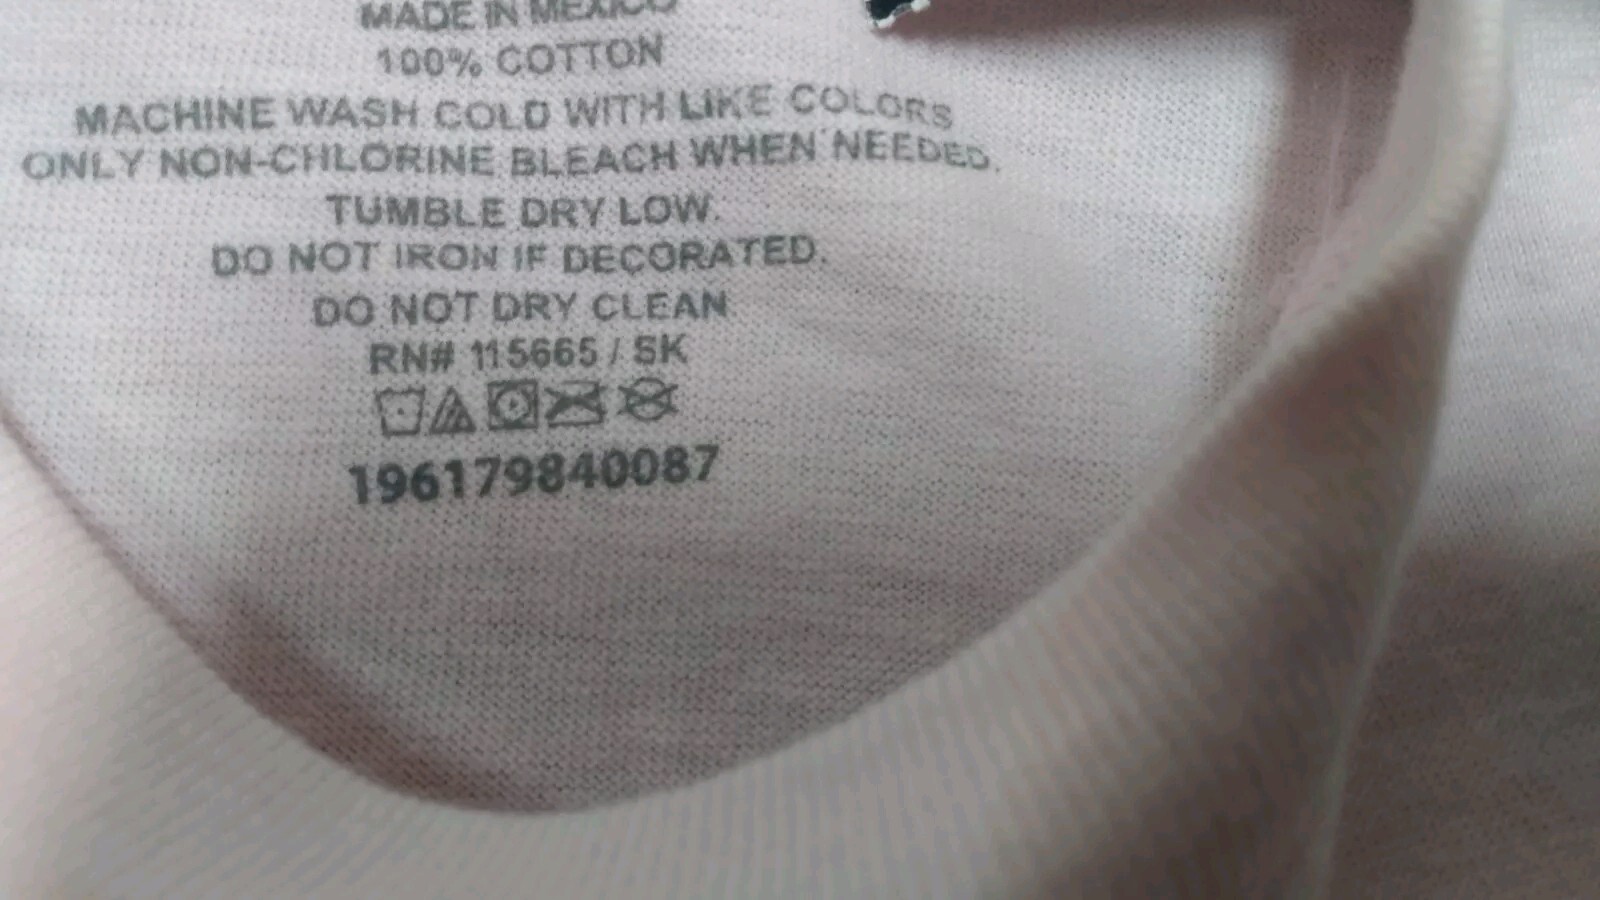 MADE IN MEXICO
100% COTTON
MACHINE WASH COLD WITH LIKE COLORS
ONLY NON-CHLORINE BLEACH WHEN NEEDED.
TUMBLE DRY LOW.
DO NOT IRON IF DECORATED.
DO NOT DRY CLEAN
RN# 115665 / SK
196179840087